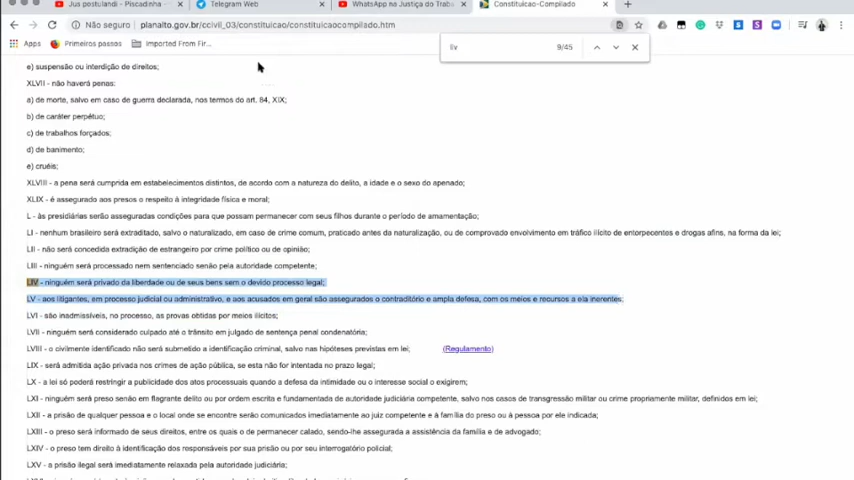 Jus postulandi - Piscadinha
Telegram Web
WhatsApp na Justiça do Traba
Constituicao-Compilado
Não seguro
planalto.gov.br/ccivil_03/constituicao/constituicaocompilado.htm
Apps
Primeiros passos
Imported From Fir...
liv
9/45
e) suspensão ou interdição de direitos;
XLVII - não haverá penas:
a) de morte, salvo em caso de guerra declarada, nos termos do art. 84, XIX;
b) de caráter perpétuo;
c) de trabalhos forçados;
d) de banimento;
e) cruéis;
XLVIII - a pena será cumprida em estabelecimentos distintos, de acordo com a natureza do delito, a idade e o sexo do apenado;
XLIX - é assegurado aos presos o respeito à integridade física e moral;
L - às presidiárias serão asseguradas condições para que possam permanecer com seus filhos durante o período de amamentação;
LI - nenhum brasileiro será extraditado, salvo o naturalizado, em caso de crime comum, praticado antes da naturalização, ou de comprovado envolvimento em tráfico ilícito de entorpecentes e drogas afins, na forma da lei;
LII - não será concedida extradição de estrangeiro por crime político ou de opinião;
LIII - ninguém será processado nem sentenciado senão pela autoridade competente;
LIV - ninguém será privado da liberdade ou de seus bens sem o devido processo legal;
LV - aos litigantes, em processo judicial ou administrativo, e aos acusados em geral são assegurados o contraditório e ampla defesa, com os meios e recursos a ela inerentes;
LVI - são inadmissíveis, no processo, as provas obtidas por meios ilícitos;
LVII - ninguém será considerado culpado até o trânsito em julgado de sentença penal condenatória;
LVIII - o civilmente identificado não será submetido a identificação criminal, salvo nas hipóteses previstas em lei; (Regulamento)
LIX - será admitida ação privada nos crimes de ação pública, se esta não for intentada no prazo legal;
LX - a lei só poderá restringir a publicidade dos atos processuais quando a defesa da intimidade ou o interesse social o exigirem;
LXI - ninguém será preso senão em flagrante delito ou por ordem escrita e fundamentada de autoridade judiciária competente, salvo nos casos de transgressão militar ou crime propriamente militar, definidos em lei;
LXII - a prisão de qualquer pessoa e o local onde se encontre serão comunicados imediatamente ao juiz competente e à família do preso ou à pessoa por ele indicada;
LXIII - o preso será informado de seus direitos, entre os quais o de permanecer calado, sendo-lhe assegurada a assistência da família e de advogado;
LXIV - o preso tem direito à identificação dos responsáveis por sua prisão ou por seu interrogatório policial;
LXV - a prisão ilegal será imediatamente relaxada pela autoridade judiciária;